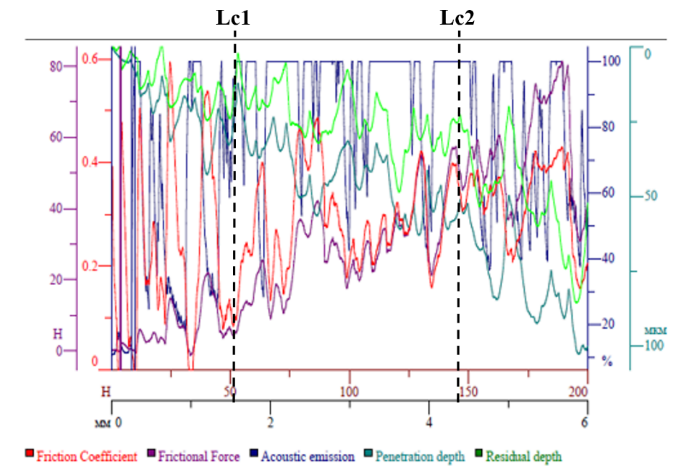 Lc1 Lc2
80 0.6 100 0
60 80
0.4 60 -50
40
0.2 40
20
H 20 МКМ
0 0 % -100
H 50 100 150 200
мм 0 2 4 6
Friction Coefficient Frictional Force Acoustic emission Penetration depth Residual depth